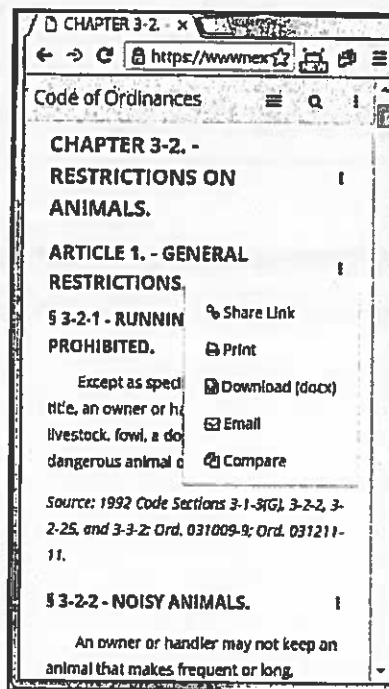 CHAPTER 3-2. - ×
https://wwwnex
Code of Ordinances
CHAPTER 3-2. -
RESTRICTIONS ON
ANIMALS.
ARTICLE 1. - GENERAL
RESTRICTIONS.
§ 3-2-1 - RUNNIN
PROHIBITED.
Share Link
Print
Download (docx)
Email
Compare
Except as speci
title, an owner or ha
livestock, fowl, a do
dangerous animal o
Source: 1992 Code Sections 3-1-3(G), 3-2-2, 3-
2-25, and 3-3-2; Ord. 031009-9; Ord. 031211-
11.
§ 3-2-2 - NOISY ANIMALS.
An owner or handler may not keep an
animal that makes frequent or long,